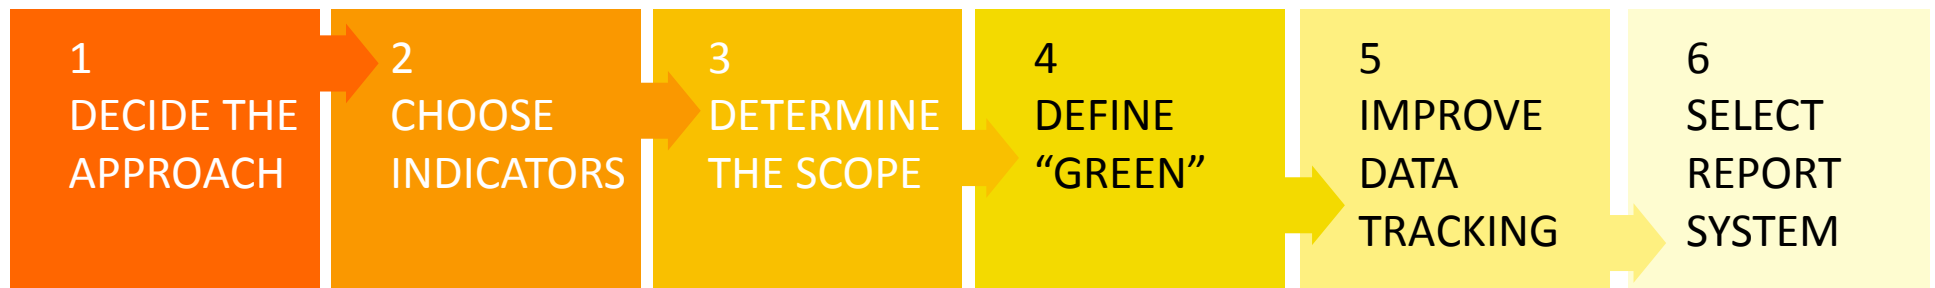 1
DECIDE THE
APPROACH
2
CHOOSE
INDICATORS
3
DETERMINE
THE SCOPE
4
DEFINE
“GREEN”
5
IMPROVE
DATA
TRACKING
6
SELECT
REPORT
SYSTEM